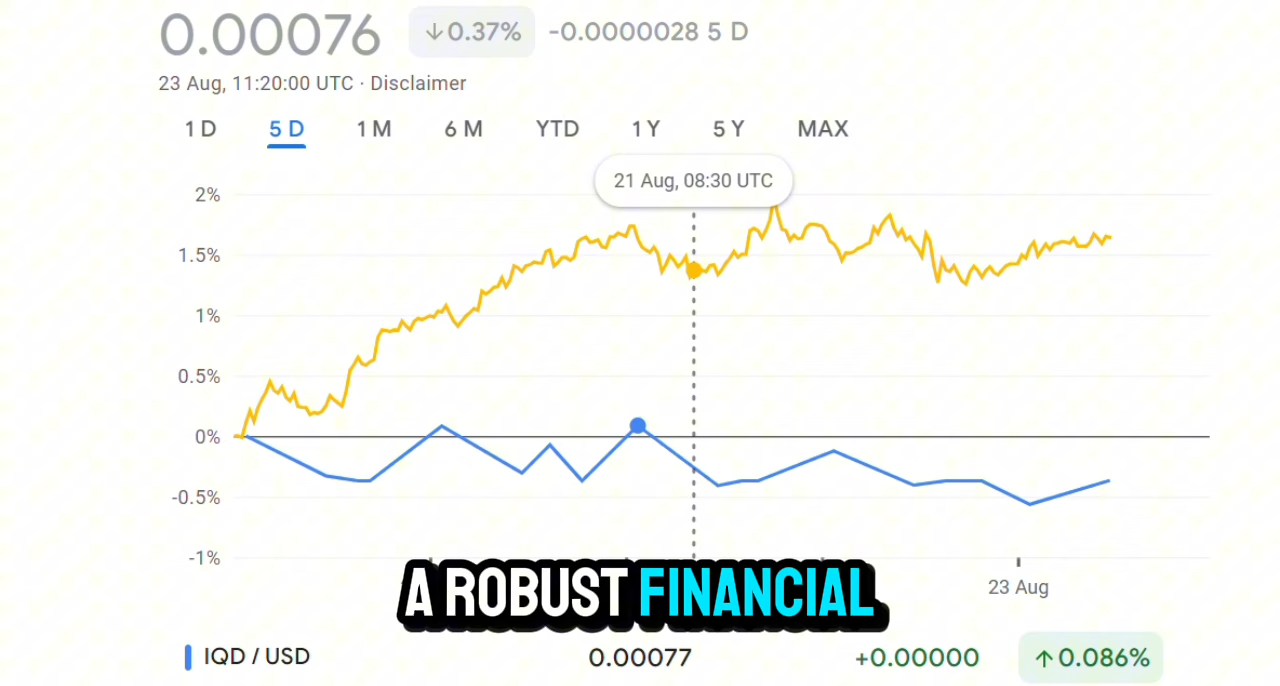 0.00076 ↓0.37% -0.0000028 5 D
23 Aug, 11:20:00 UTC · Disclaimer
1 D 5 D 1 M 6 M YTD 1 Y 5 Y MAX
21 Aug, 08:30 UTC
2%
1.5%
1%
0.5%
0%
-0.5%
-1%
23 Aug
A ROBUST FINANCIAL
IQD / USD 0.00077 +0.00000 ↑0.086%